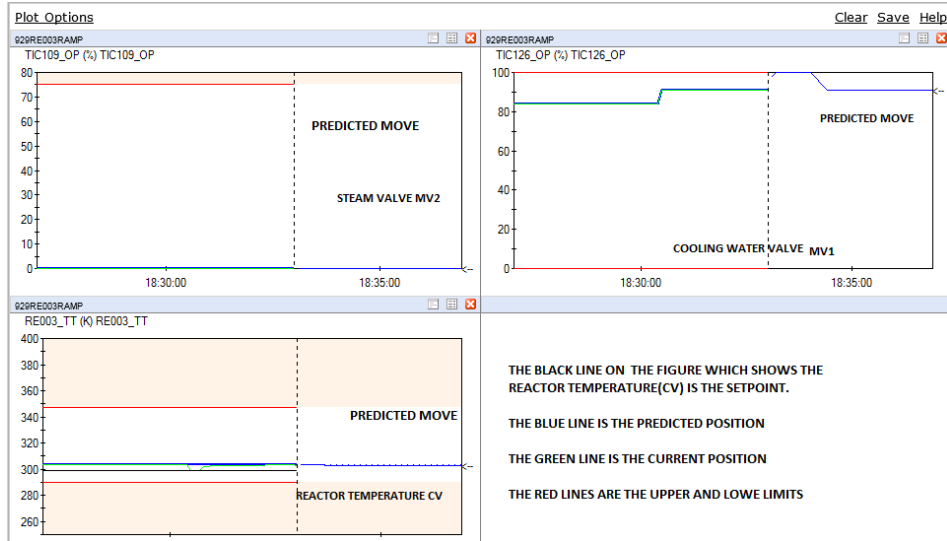 Plot Options
Clear Save Help
929RE003RAMP
TIC109_OP (%) TIC109_OP
80
70
60
50
40
30
20
10
0
PREDICTED MOVE
STEAM VALVE MV2
18:30:00
18:35:00
929RE003RAMP
TIC126_OP (%) TIC126_OP
100
80
60
40
20
0
PREDICTED MOVE
COOLING WATER VALVE MV1
18:30:00
18:35:00
929RE003RAMP
RE003_TT (K) RE003_TT
400
380
360
340
320
300
280
260
PREDICTED MOVE
REACTOR TEMPERATURE CV
THE BLACK LINE ON THE FIGURE WHICH SHOWS THE
REACTOR TEMPERATURE(CV) IS THE SETPOINT.
THE BLUE LINE IS THE PREDICTED POSITION
THE GREEN LINE IS THE CURRENT POSITION
THE RED LINES ARE THE UPPER AND LOWE LIMITS